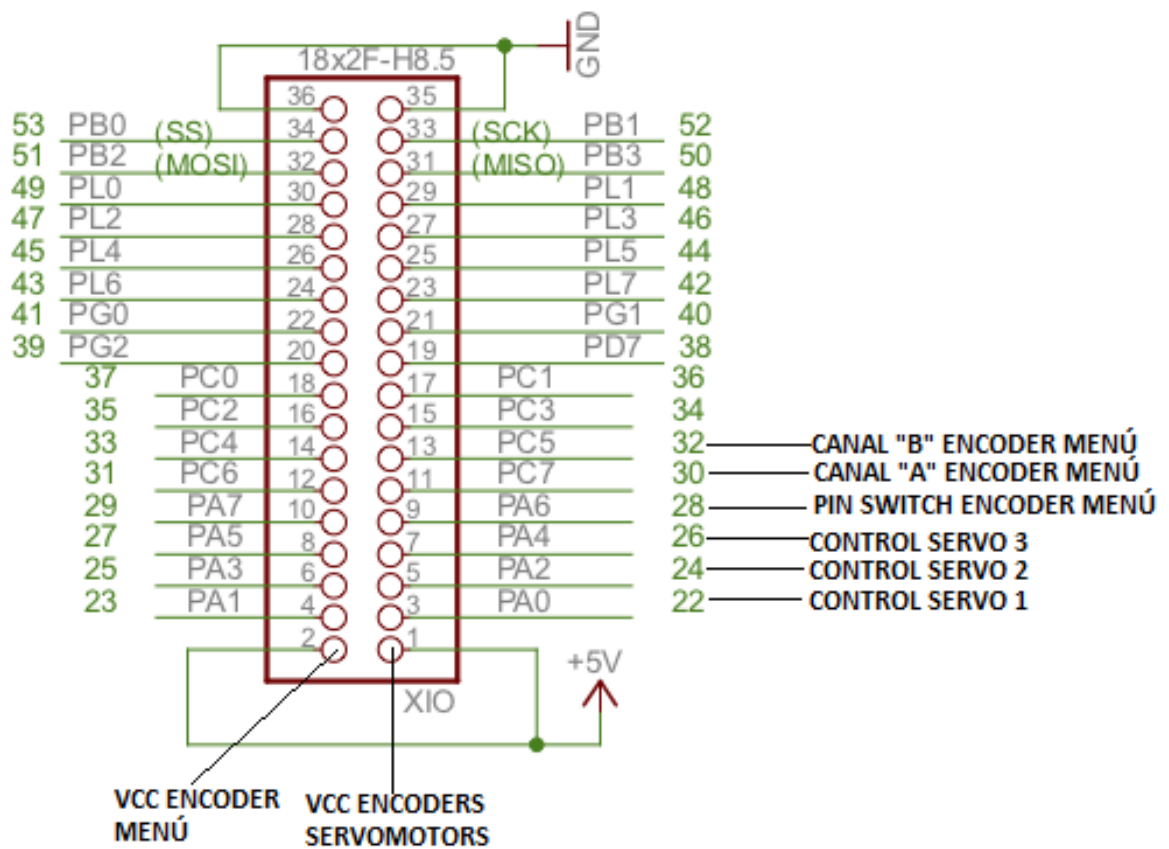 GND
18x2F-H8.5
36 35
53 PB0 (SS) 34 33 (SCK) PB1 52
51 PB2 (MOSI) 32 31 (MISO) PB3 50
49 PL0 30 29 PL1 48
47 PL2 28 27 PL3 46
45 PL4 26 25 PL5 44
43 PL6 24 23 PL7 42
41 PG0 22 21 PG1 40
39 PG2 20 19 PD7 38
37 PC0 18 17 PC1 36
35 PC2 16 15 PC3 34
33 PC4 14 13 PC5 32 CANAL "B" ENCODER MENÚ
31 PC6 12 11 PC7 30 CANAL "A" ENCODER MENÚ
29 PA7 10 9 PA6 28 PIN SWITCH ENCODER MENÚ
27 PA5 8 7 PA4 26 CONTROL SERVO 3
25 PA3 6 5 PA2 24 CONTROL SERVO 2
23 PA1 4 3 PA0 22 CONTROL SERVO 1
2 1
+5V
XIO
VCC ENCODER
MENÚ
VCC ENCODERS
SERVOMOTORS